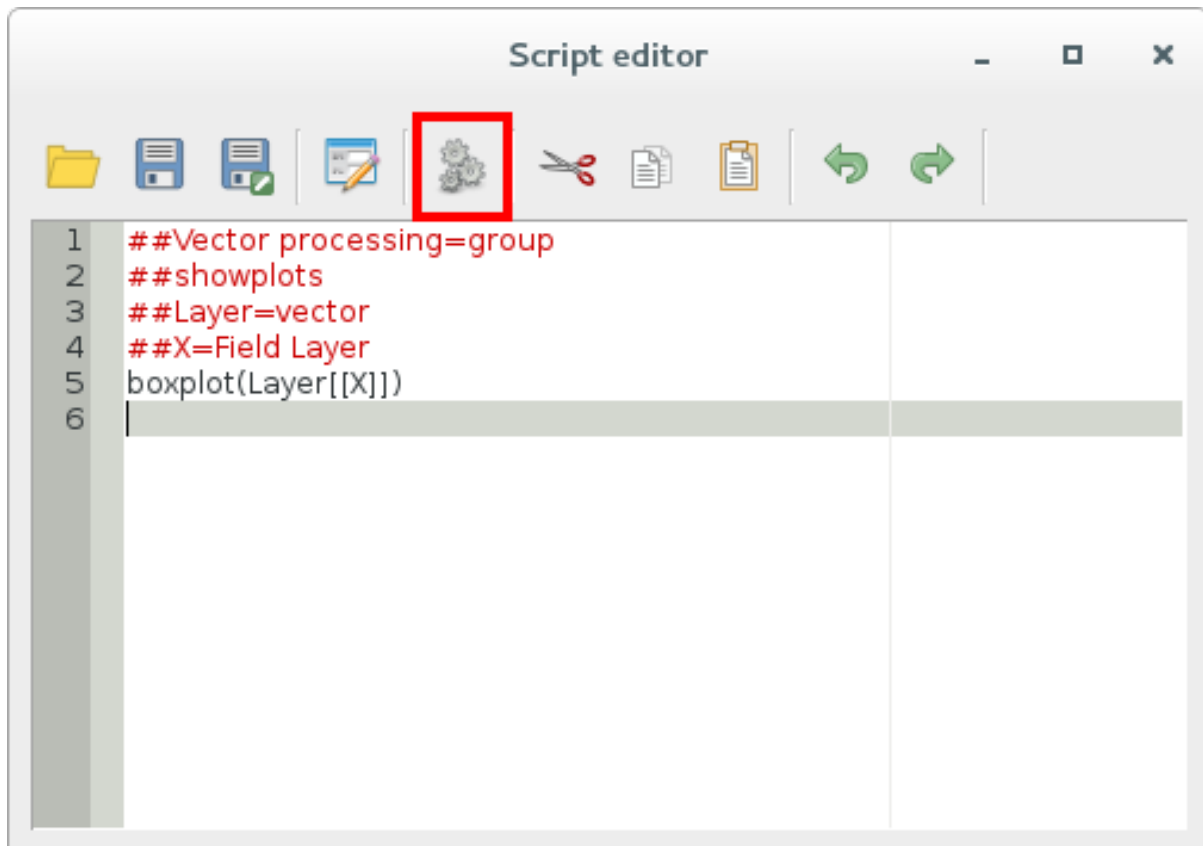 Script editor
1 ##Vector processing=group
2 ##showplots
3 ##Layer=vector
4 ##X=Field Layer
5 boxplot(Layer[[X]])
6